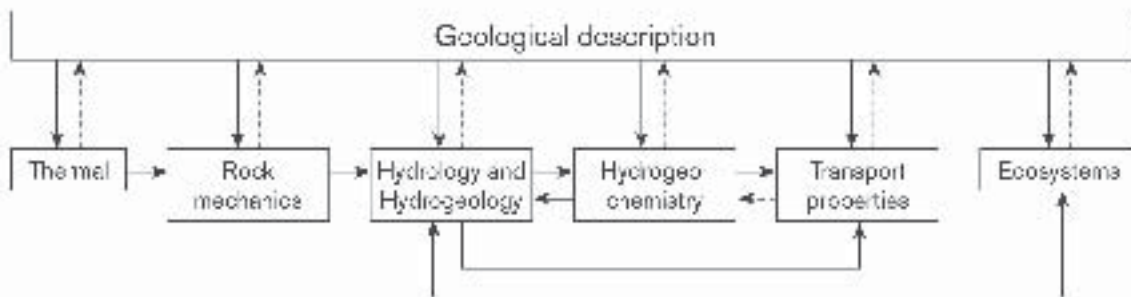 Geological description
Thermal
Rock
mechanics
Hydrology and
Hydrogeology
Hydrogeo
chemistry
Transport
properties
Ecosystems